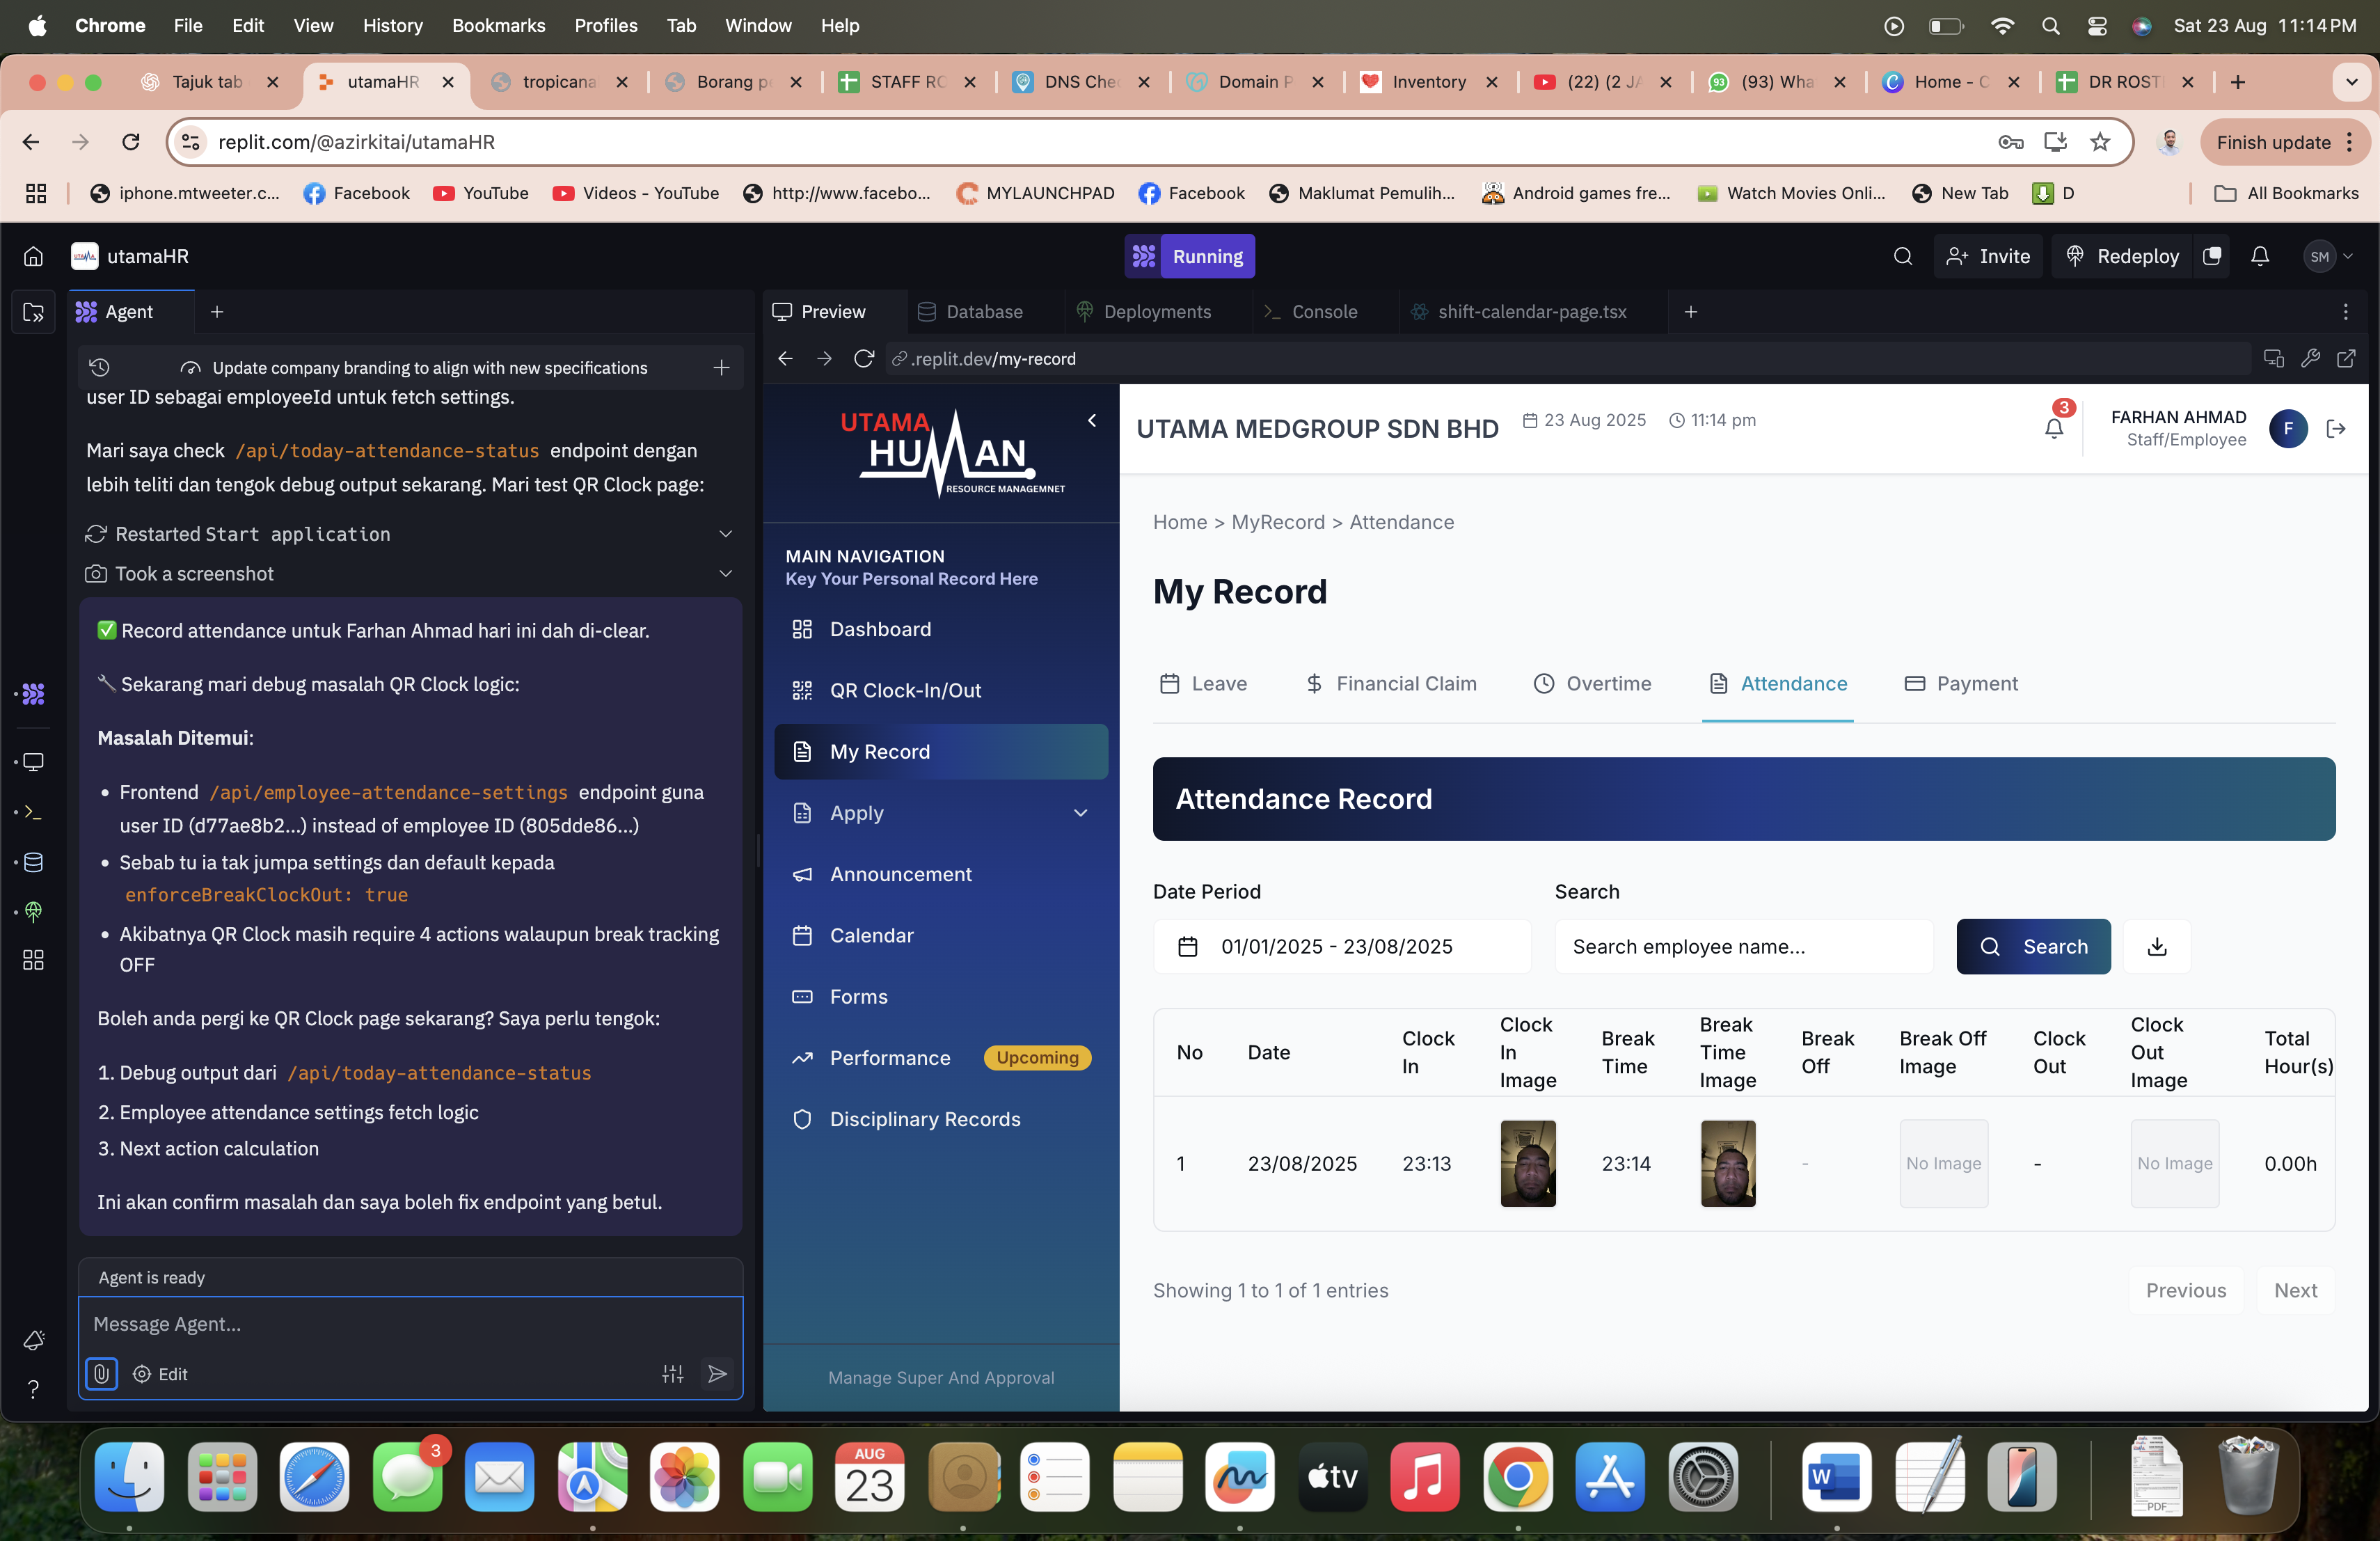 Chrome File Edit View History Bookmarks Profiles Tab Window Help
Sat 23 Aug 11:14 PM
Tajuk tab
utamaHR
tropicana
Borang pe
STAFF RO
DNS Chec
Domain P
Inventory
(22) (2 JA
(93) Wha
Home - C
DR ROST
replit.com/@azirkitai/utamaHR
Finish update
iphone.mtweeter.c...
Facebook
YouTube
Videos - YouTube
http://www.facebo...
MYLAUNCHPAD
Facebook
Maklumat Pemulih...
Android games fre...
Watch Movies Onli...
New Tab
D
All Bookmarks
utamaHR
Running
Invite
Redeploy
SM
Agent
Preview
Database
Deployments
Console
shift-calendar-page.tsx
Update company branding to align with new specifications
.replit.dev/my-record
user ID sebagai employeeId untuk fetch settings.
Mari saya check /api/today-attendance-status endpoint dengan
lebih teliti dan tengok debug output sekarang. Mari test QR Clock page:
Restarted Start application
Took a screenshot
✅ Record attendance untuk Farhan Ahmad hari ini dah di-clear.
🔧 Sekarang mari debug masalah QR Clock logic:
Masalah Ditemui:
• Frontend /api/employee-attendance-settings endpoint guna
user ID (d77ae8b2...) instead of employee ID (805dde86...)
• Sebab tu ia tak jumpa settings dan default kepada
enforceBreakClockOut: true
• Akibatnya QR Clock masih require 4 actions walaupun break tracking
OFF
Boleh anda pergi ke QR Clock page sekarang? Saya perlu tengok:
1. Debug output dari /api/today-attendance-status
2. Employee attendance settings fetch logic
3. Next action calculation
Ini akan confirm masalah dan saya boleh fix endpoint yang betul.
Agent is ready
Message Agent...
Edit
UTAMA
HUMAN
RESOURCE MANAGEMNET
MAIN NAVIGATION
Key Your Personal Record Here
Dashboard
QR Clock-In/Out
My Record
Apply
Announcement
Calendar
Forms
Performance Upcoming
Disciplinary Records
Manage Super And Approval
UTAMA MEDGROUP SDN BHD
23 Aug 2025
11:14 pm
3
FARHAN AHMAD
Staff/Employee
F
Home > MyRecord > Attendance
My Record
Leave
Financial Claim
Overtime
Attendance
Payment
Attendance Record
Date Period
Search
01/01/2025 - 23/08/2025
Search employee name...
Search
No
Date
Clock In
Clock In Image
Break Time
Break Time Image
Break Off
Break Off Image
Clock Out
Clock Out Image
Total Hour(s)
1
23/08/2025
23:13
23:14
-
No Image
-
No Image
0.00h
Showing 1 to 1 of 1 entries
Previous
Next
3
AUG
23
tv
W
PDF